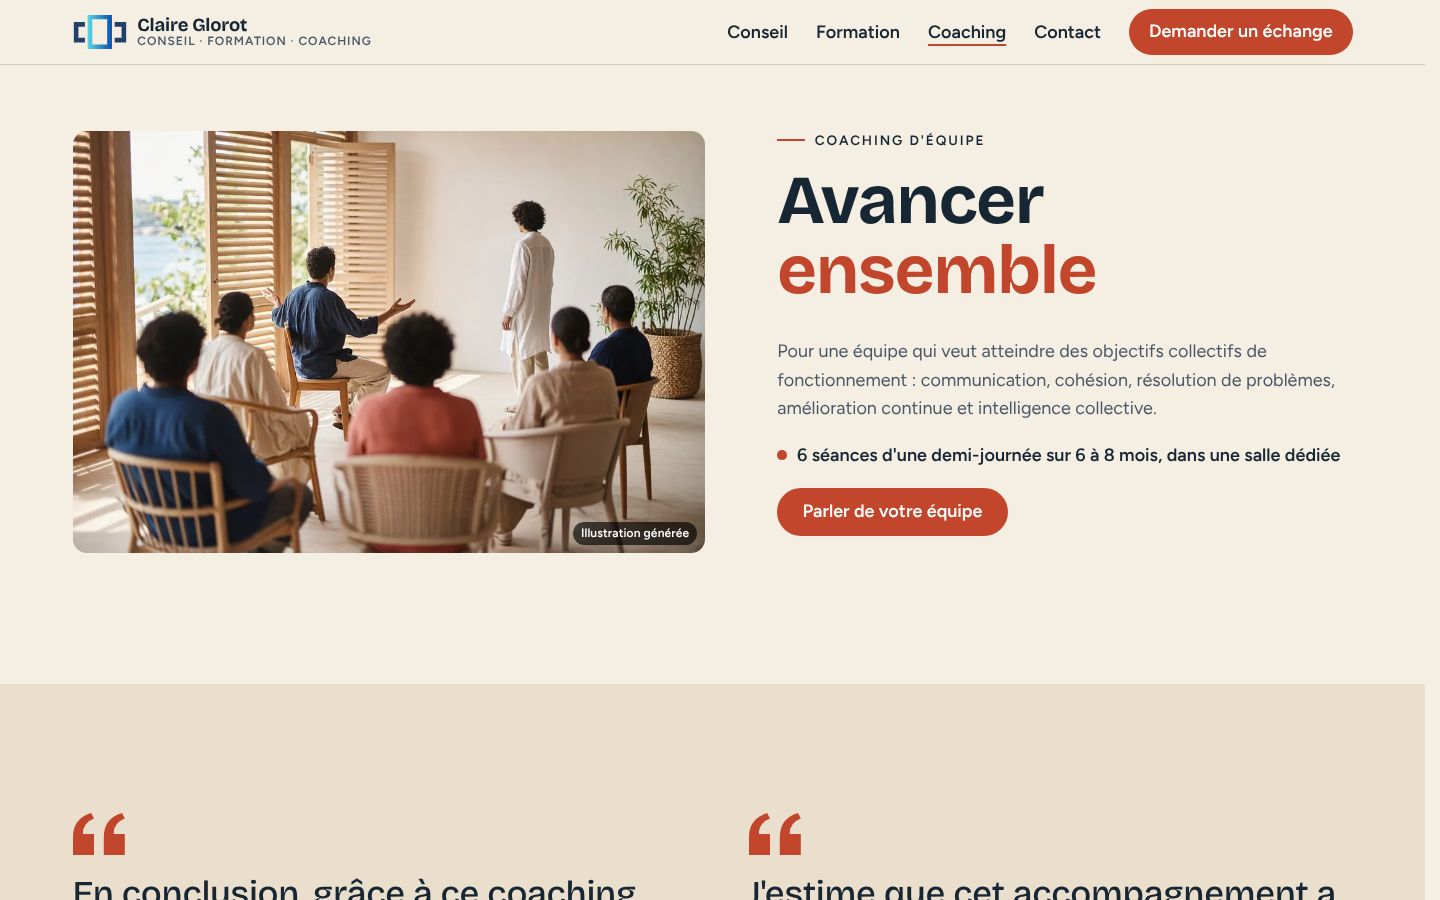 Claire Glorot
CONSEIL · FORMATION · COACHING
Conseil
Formation
Coaching
Contact
Demander un échange
Illustration générée
COACHING D'ÉQUIPE
Avancer
ensemble
Pour une équipe qui veut atteindre des objectifs collectifs de
fonctionnement : communication, cohésion, résolution de problèmes,
amélioration continue et intelligence collective.
6 séances d'une demi-journée sur 6 à 8 mois, dans une salle dédiée
Parler de votre équipe
En conclusion, grâce à ce coaching
J'estime que cet accompagnement a